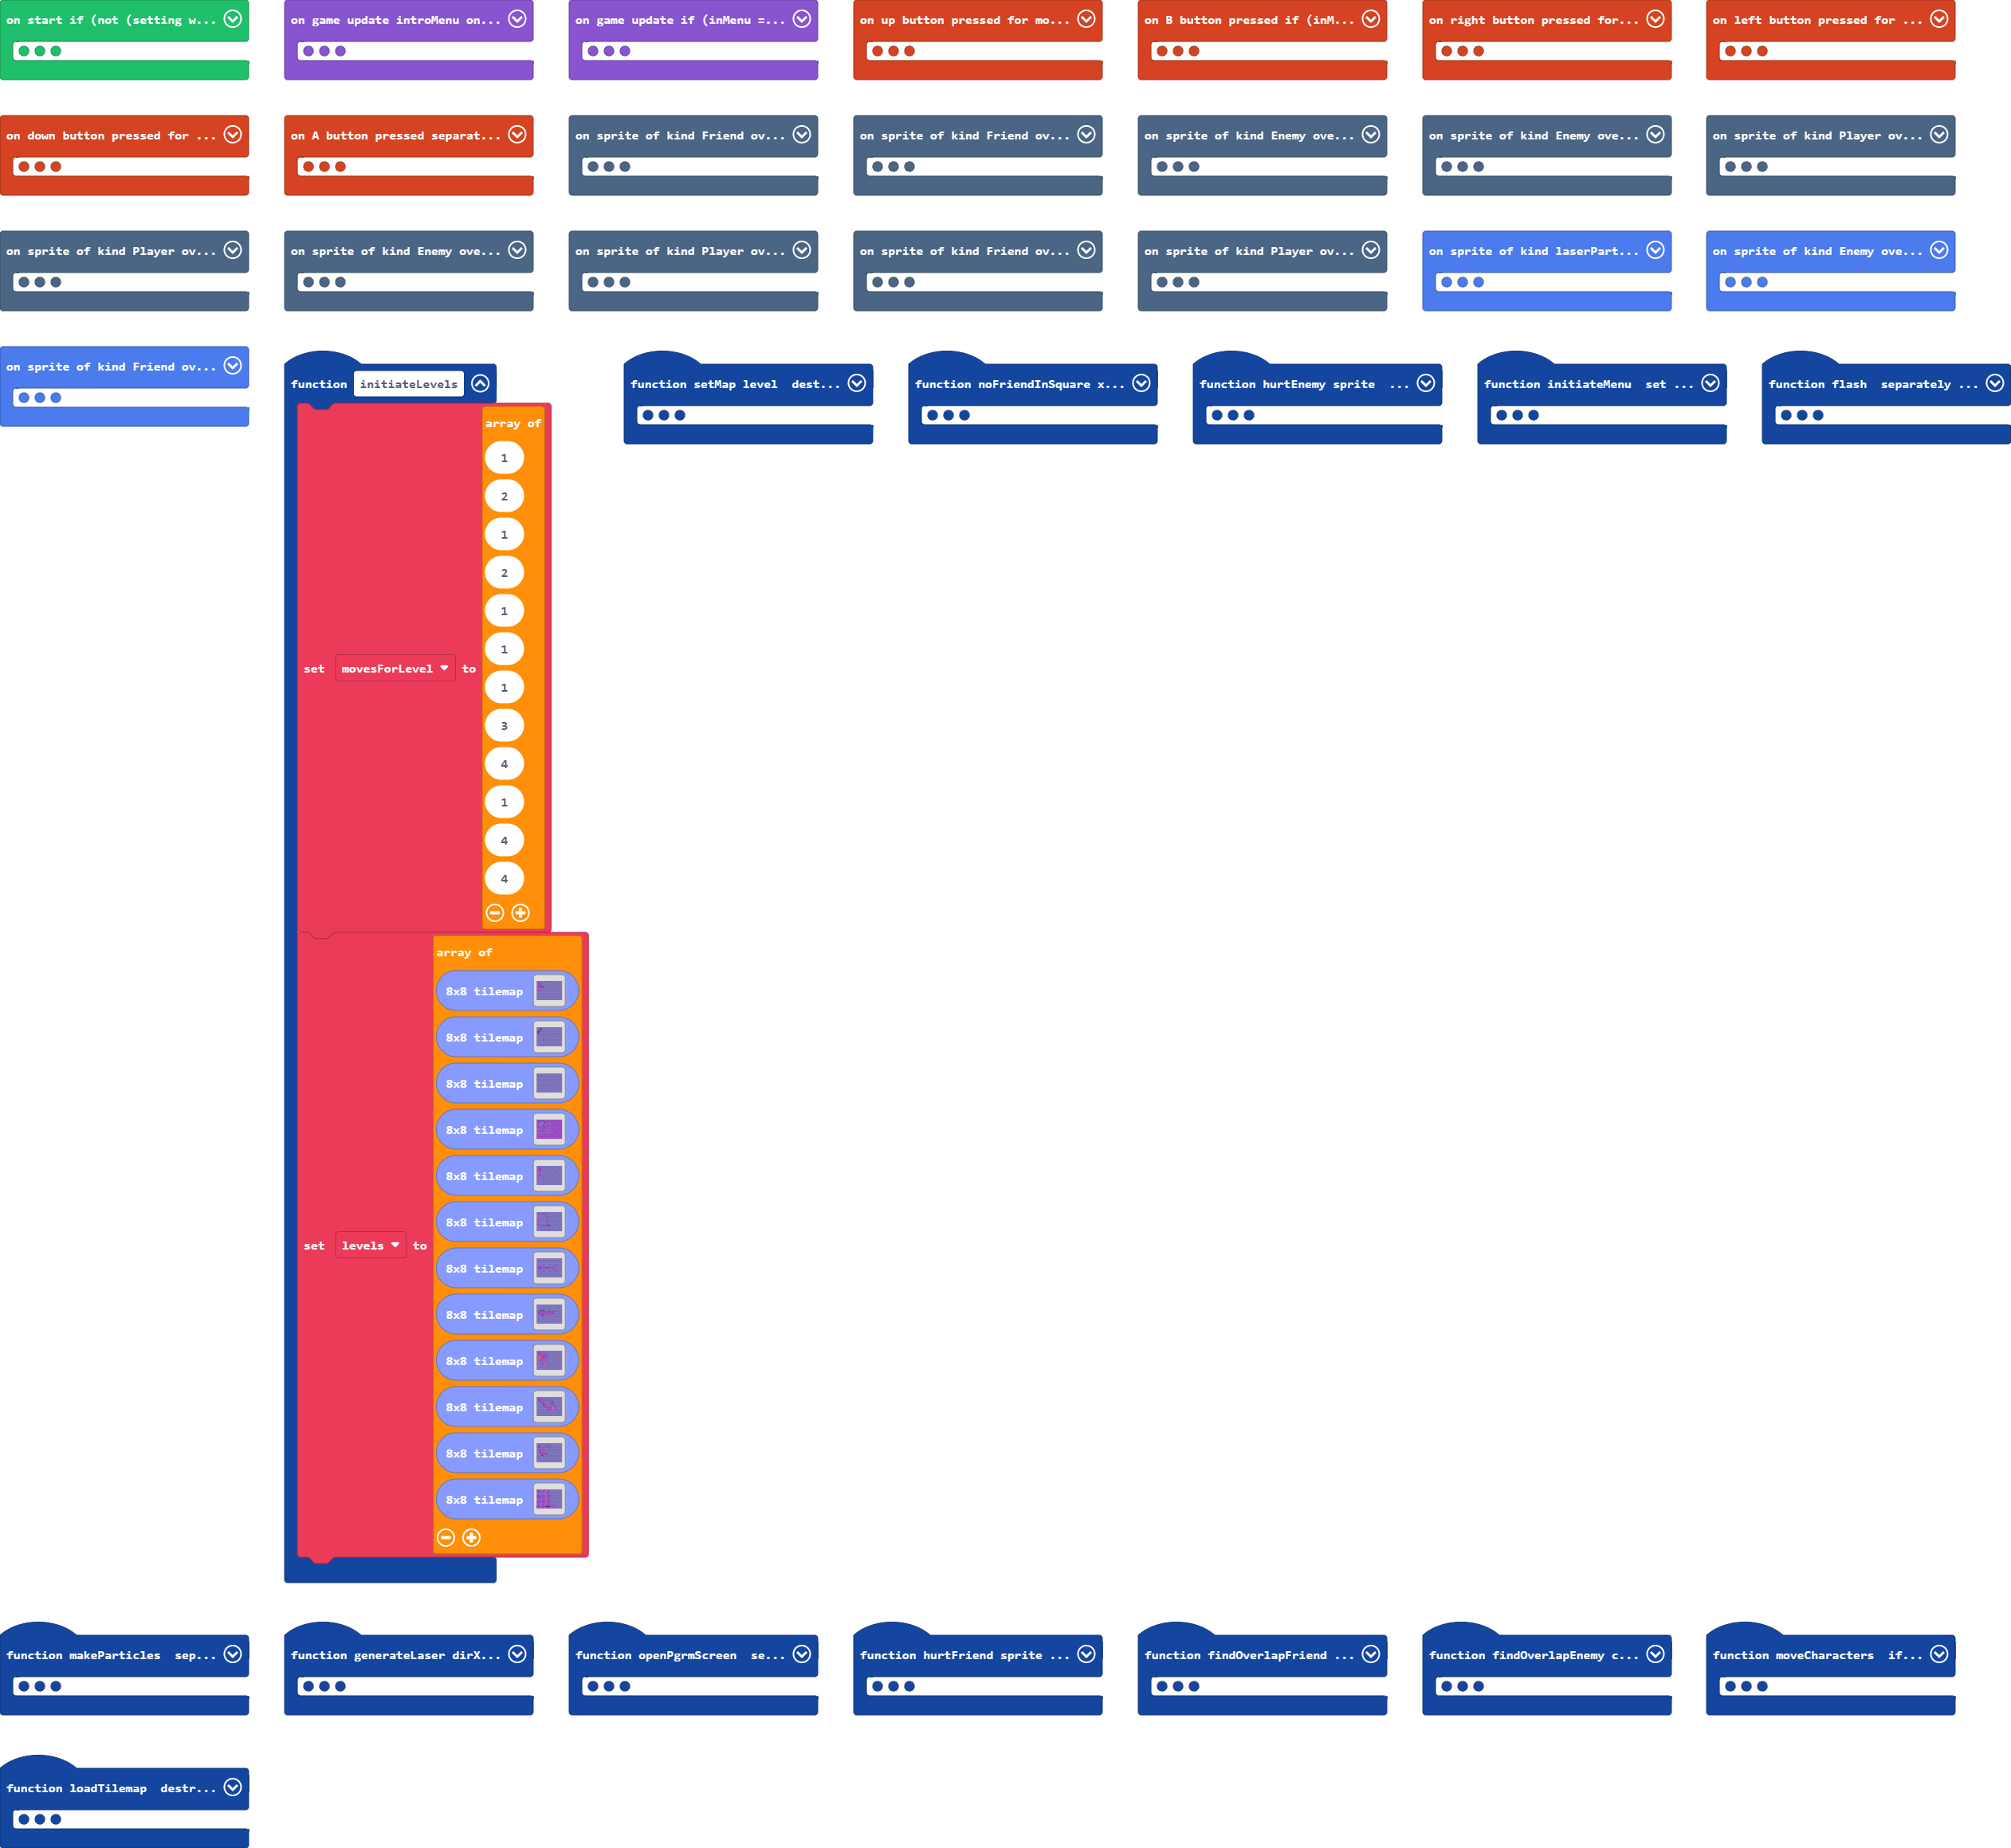 on start if (not (setting w...
on game update introMenu on...
on game update if (inMenu =...
on up button pressed for mo...
on B button pressed if (inM...
on right button pressed for...
on left button pressed for ...
on down button pressed for ...
on A button pressed separat...
on sprite of kind Friend ov...
on sprite of kind Friend ov...
on sprite of kind Enemy ove...
on sprite of kind Enemy ove...
on sprite of kind Player ov...
on sprite of kind Player ov...
on sprite of kind Enemy ove...
on sprite of kind Player ov...
on sprite of kind Friend ov...
on sprite of kind Player ov...
on sprite of kind laserPart...
on sprite of kind Enemy ove...
on sprite of kind Friend ov...
function initiateLevels
set movesForLevel to
array of
1
2
1
2
1
1
1
3
4
1
4
4
set levels to
array of
8x8 tilemap
8x8 tilemap
8x8 tilemap
8x8 tilemap
8x8 tilemap
8x8 tilemap
8x8 tilemap
8x8 tilemap
8x8 tilemap
8x8 tilemap
8x8 tilemap
8x8 tilemap
function setMap level  dest...
function noFriendInSquare x...
function hurtEnemy sprite  ...
function initiateMenu  set ...
function flash  separately ...
function makeParticles  sep...
function generateLaser dirX...
function openPgrmScreen  se...
function hurtFriend sprite ...
function findOverlapFriend ...
function findOverlapEnemy c...
function moveCharacters  if...
function loadTilemap  destr...